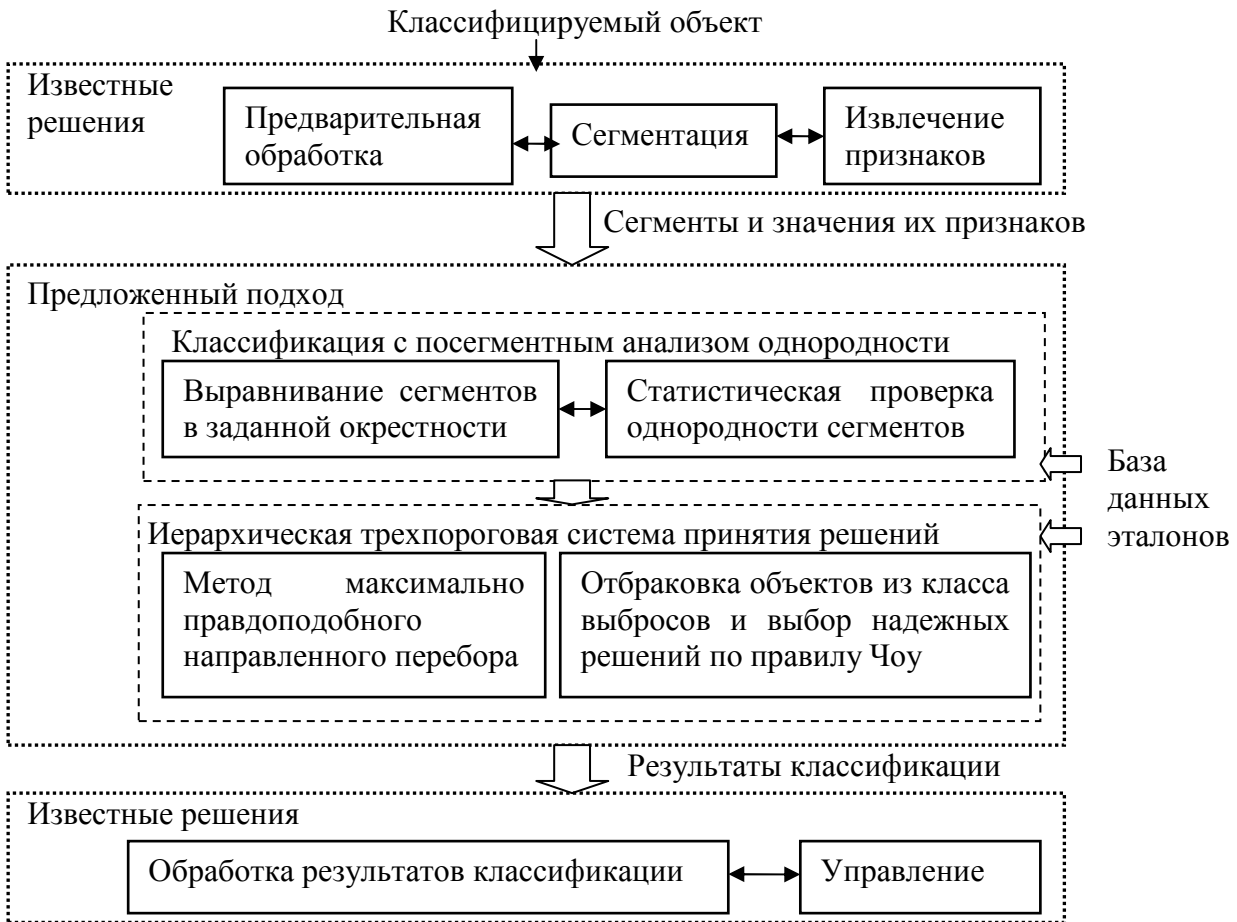 Классифицируемый объект
Известные
решения
Предварительная
обработка
Сегментация
Извлечение
признаков
Сегменты и значения их признаков
Предложенный подход
Классификация с посегментным анализом однородности
Выравнивание сегментов
в заданной окрестности
Статистическая проверка
однородности сегментов
База
данных
эталонов
Иерархическая трехпороговая система принятия решений
Метод максимально
правдоподобного
направленного перебора
Отбраковка объектов из класса
выбросов и выбор надежных
решений по правилу Чоу
Результаты классификации
Известные решения
Обработка результатов классификации
Управление